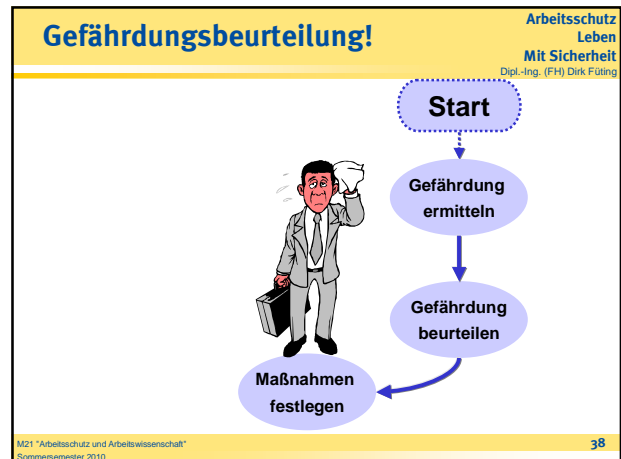 Gefährdungsbeurteilung!
Arbeitsschutz
Leben
Mit Sicherheit
Dipl.-Ing. (FH) Dirk Füting
Start
Gefährdung
ermitteln
Gefährdung
beurteilen
Maßnahmen
festlegen
M21 "Arbeitsschutz und Arbeitswissenschaft"
Sommersemester 2010
38